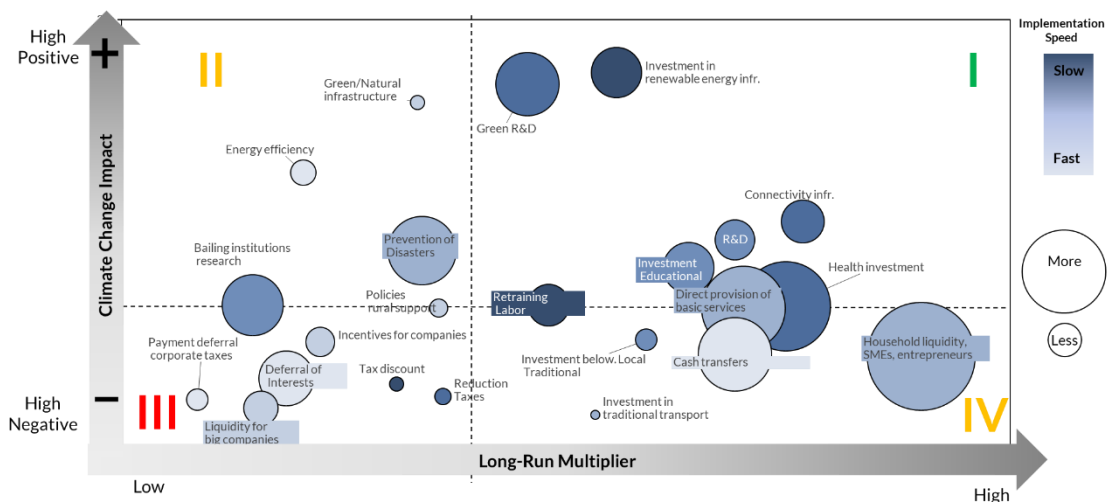 High
Positive
+
Climate Change Impact
–
High
Negative
II
I
III
IV
Green/Natural
infrastructure
Energy efficiency
Green R&D
Investment in
renewable energy infr.
Connectivity infr.
Prevention of
Disasters
Bailing institutions
research
R&D
Investment
Educational
Health investment
Direct provision of
basic services
Policies
rural support
Retraining
Labor
Payment deferral
corporate taxes
Incentives for companies
Deferral of
Interests
Tax discount
Reduction
Taxes
Investment below. Local
Traditional
Cash transfers
Household liquidity,
SMEs, entrepreneurs
Liquidity for
big companies
Investment in
traditional transport
Long-Run Multiplier
Low
High
Implementation
Speed
Slow
Fast
More
Less